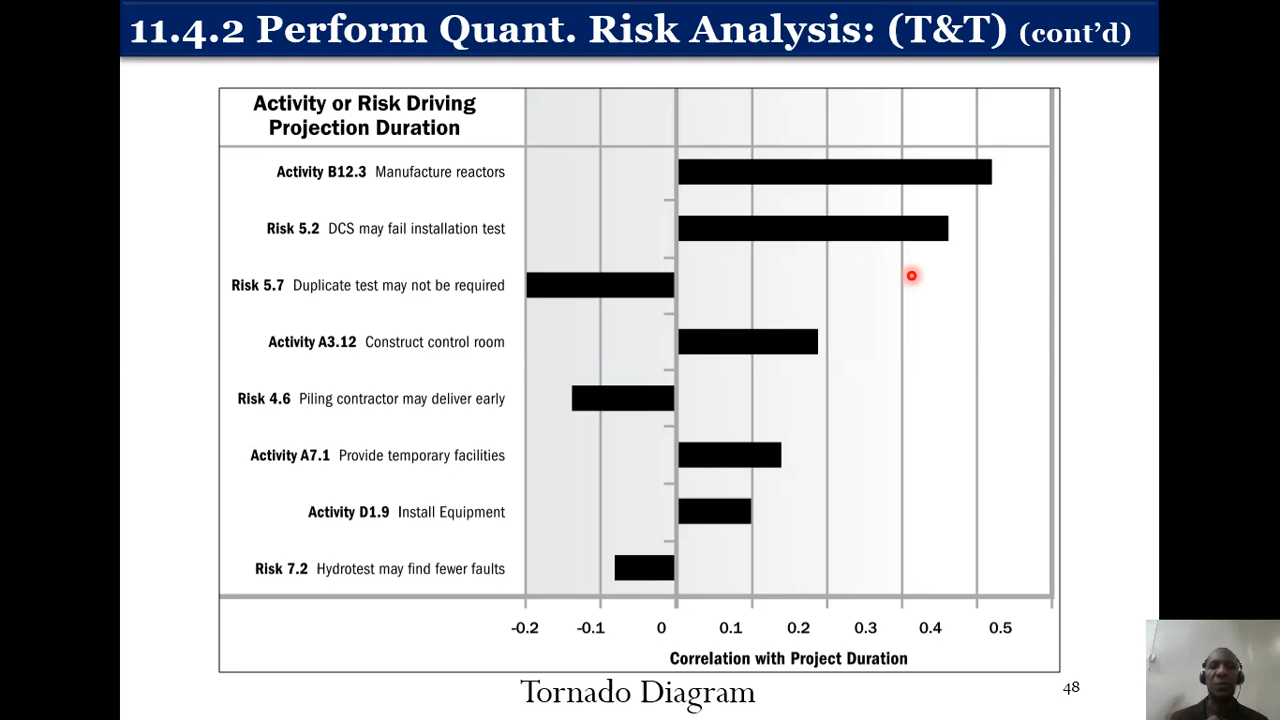 11.4.2 Perform Quant. Risk Analysis: (T&T) (cont’d)
Activity or Risk Driving
Projection Duration
Activity B12.3 Manufacture reactors
Risk 5.2 DCS may fail installation test
Risk 5.7 Duplicate test may not be required
Activity A3.12 Construct control room
Risk 4.6 Piling contractor may deliver early
Activity A7.1 Provide temporary facilities
Activity D1.9 Install Equipment
Risk 7.2 Hydrotest may find fewer faults
-0.2 -0.1 0 0.1 0.2 0.3 0.4 0.5
Correlation with Project Duration
Tornado Diagram
48